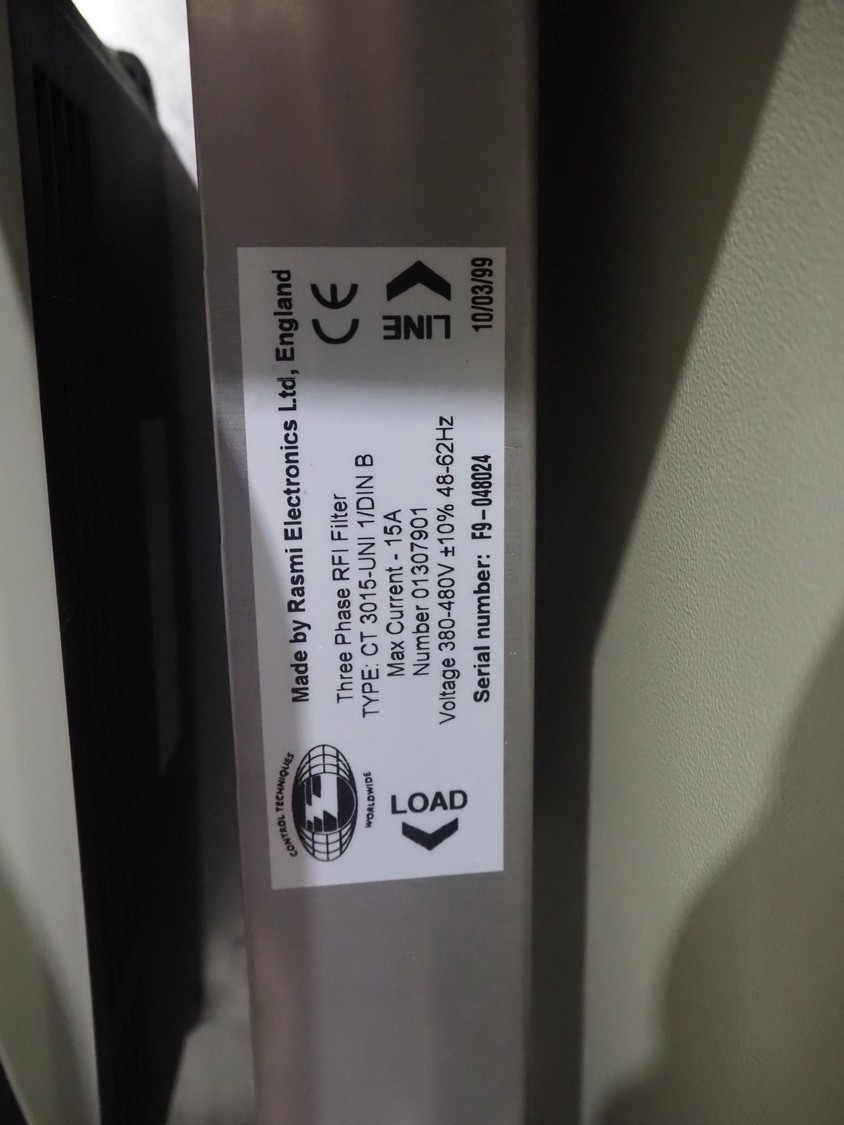 Made by Rasmi Electronics Ltd, England
CONTROL TECHNIQUES
WORLDWIDE
Three Phase RFI Filter
TYPE: CT 3015-UNI 1/DIN B
Max Current - 15A
Number 01307901
Voltage 380-480V ±10% 48-62Hz
Serial number: F9-048024
10/03/99
CE
LINE
LOAD